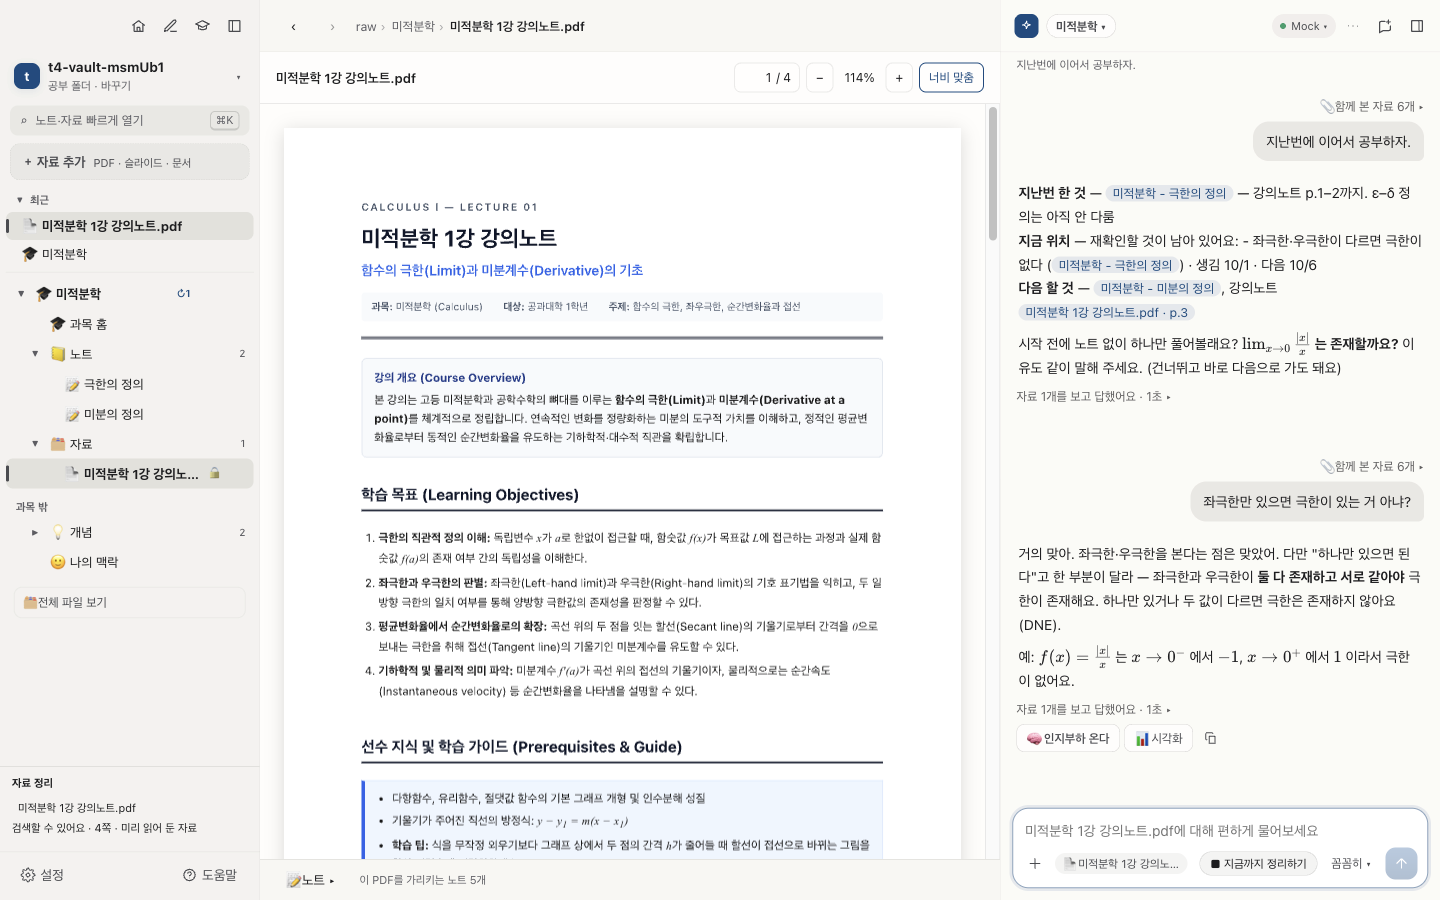 t4-vault-msmUb1
공부 폴더 · 바꾸기
노트·자료 빠르게 열기 ⌘K
+ 자료 추가 PDF · 슬라이드 · 문서
최근
미적분학 1강 강의노트.pdf
미적분학
미적분학 1
과목 홈
노트 2
극한의 정의
미분의 정의
자료 1
미적분학 1강 강의노...
과목 밖
개념 2
나의 맥락
전체 파일 보기
자료 정리
미적분학 1강 강의노트.pdf
검색할 수 있어요 · 4쪽 · 미리 읽어 둔 자료
설정 도움말
‹ › raw › 미적분학 › 미적분학 1강 강의노트.pdf
미적분학 1강 강의노트.pdf 1 / 4 − 114% + 너비 맞춤
CALCULUS I — LECTURE 01
미적분학 1강 강의노트
함수의 극한(Limit)과 미분계수(Derivative)의 기초
과목: 미적분학 (Calculus) 대상: 공과대학 1학년 주제: 함수의 극한, 좌우극한, 순간변화율과 접선
강의 개요 (Course Overview)
본 강의는 고등 미적분학과 공학수학의 뼈대를 이루는 함수의 극한(Limit)과 미분계수(Derivative at a
point)를 체계적으로 정립합니다. 연속적인 변화를 정량화하는 미분의 도구적 가치를 이해하고, 정적인 평균변
화율로부터 동적인 순간변화율을 유도하는 기하학적·대수적 직관을 확립합니다.
학습 목표 (Learning Objectives)
1. 극한의 직관적 정의 이해: 독립변수 x가 a로 한없이 접근할 때, 함숫값 f(x)가 목표값 L에 접근하는 과정과 실제 함
숫값 f(a)의 존재 여부 간의 독립성을 이해한다.
2. 좌극한과 우극한의 판별: 좌극한(Left-hand limit)과 우극한(Right-hand limit)의 기호 표기법을 익히고, 두 일
방향 극한의 일치 여부를 통해 양방향 극한값의 존재성을 판정할 수 있다.
3. 평균변화율에서 순간변화율로의 확장: 곡선 위의 두 점을 잇는 할선(Secant line)의 기울기로부터 간격을 0으로
보내는 극한을 취해 접선(Tangent line)의 기울기인 미분계수를 유도할 수 있다.
4. 기하학적 및 물리적 의미 파악: 미분계수 f'(a)가 곡선 위의 접선의 기울기이자, 물리적으로는 순간속도
(Instantaneous velocity) 등 순간변화율을 나타냄을 설명할 수 있다.
선수 지식 및 학습 가이드 (Prerequisites & Guide)
• 다항함수, 유리함수, 절댓값 함수의 기본 그래프 개형 및 인수분해 성질
• 기울기가 주어진 직선의 방정식: y − y₁ = m(x − x₁)
• 학습 팁: 식을 무작정 외우기보다 그래프 상에서 두 점의 간격 h가 줄어들 때 할선이 접선으로 바뀌는 그림을
노트 ▸ 이 PDF를 가리키는 노트 5개
미적분학 ▾ Mock ▾ ···
지난번에 이어서 공부하자.
함께 본 자료 6개 ▸
지난번에 이어서 공부하자.
지난번 한 것 — 미적분학 - 극한의 정의 — 강의노트 p.1–2까지. ε–δ 정
의는 아직 안 다룸
지금 위치 — 재확인할 것이 남아 있어요: - 좌극한·우극한이 다르면 극한이
없다 ( 미적분학 - 극한의 정의 ) · 생김 10/1 · 다음 10/6
다음 할 것 — 미적분학 - 미분의 정의 , 강의노트
미적분학 1강 강의노트.pdf · p.3
시작 전에 노트 없이 하나만 풀어볼래요? lim x→0 |x|/x 는 존재할까요? 이
유도 같이 말해 주세요. (건너뛰고 바로 다음으로 가도 돼요)
자료 1개를 보고 답했어요 · 1초 ▸
함께 본 자료 6개 ▸
좌극한만 있으면 극한이 있는 거 아냐?
거의 맞아. 좌극한·우극한을 본다는 점은 맞았어. 다만 "하나만 있으면 된
다"고 한 부분이 달라 — 좌극한과 우극한이 둘 다 존재하고 서로 같아야 극
한이 존재해요. 하나만 있거나 두 값이 다르면 극한은 존재하지 않아요
(DNE).
예: f(x) = |x|/x 는 x → 0⁻ 에서 −1, x → 0⁺ 에서 1 이라서 극한
이 없어요.
자료 1개를 보고 답했어요 · 1초 ▸
인지부하 온다 시각화
미적분학 1강 강의노트.pdf에 대해 편하게 물어보세요
+ 미적분학 1강 강의노... 지금까지 정리하기 꼼꼼히 ▾